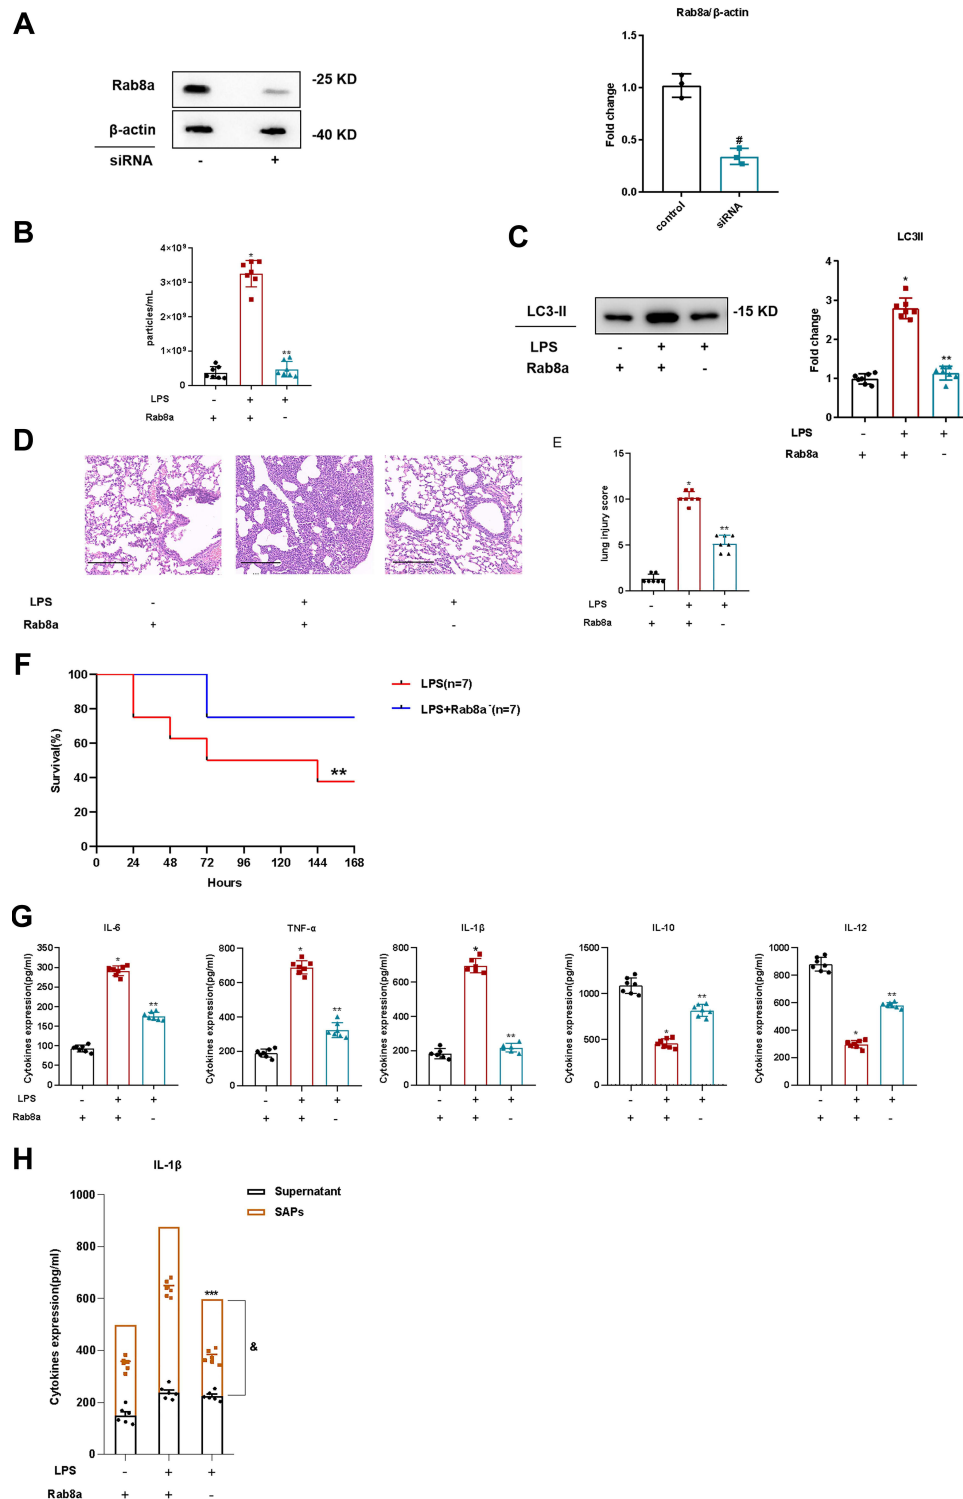 A
Rab8a
-25 KD
β-actin
-40 KD
siRNA
- +
Rab8a/β-actin
Fold change
1.5
1.0
0.5
0.0
#
control
siRNA
B
particles/mL
4×10⁹
3×10⁹
2×10⁹
1×10⁹
0
*
**
LPS - + +
Rab8a + + -
C
LC3-II
-15 KD
LPS - + +
Rab8a + + -
LC3II
Fold change
4
3
2
1
0
*
**
LPS - + +
Rab8a + + -
D
LPS - + +
Rab8a + + -
E
lung injury score
15
10
5
0
*
**
LPS - + +
Rab8a + + -
F
Survival(%)
100
80
60
40
20
0
0 24 48 72 96 120 144 168
Hours
**
LPS(n=7)
LPS+Rab8a⁻(n=7)
G
IL-6
Cytokines expression(pg/ml)
350
300
250
200
150
100
50
0
*
**
LPS - + +
Rab8a + + -
TNF-α
Cytokines expression(pg/ml)
800
600
400
200
0
*
**
- + +
+ + -
IL-1β
Cytokines expression(pg/ml)
800
600
400
200
0
*
**
- + +
+ + -
IL-10
Cytokines expression(pg/ml)
1500
1000
500
0
*
**
- + +
+ + -
IL-12
Cytokines expression(pg/ml)
1000
800
600
400
200
0
*
**
- + +
+ + -
H
IL-1β
Cytokines expression(pg/ml)
1000
800
600
400
200
0
Supernatant
SAPs
***
&
LPS - + +
Rab8a + + -